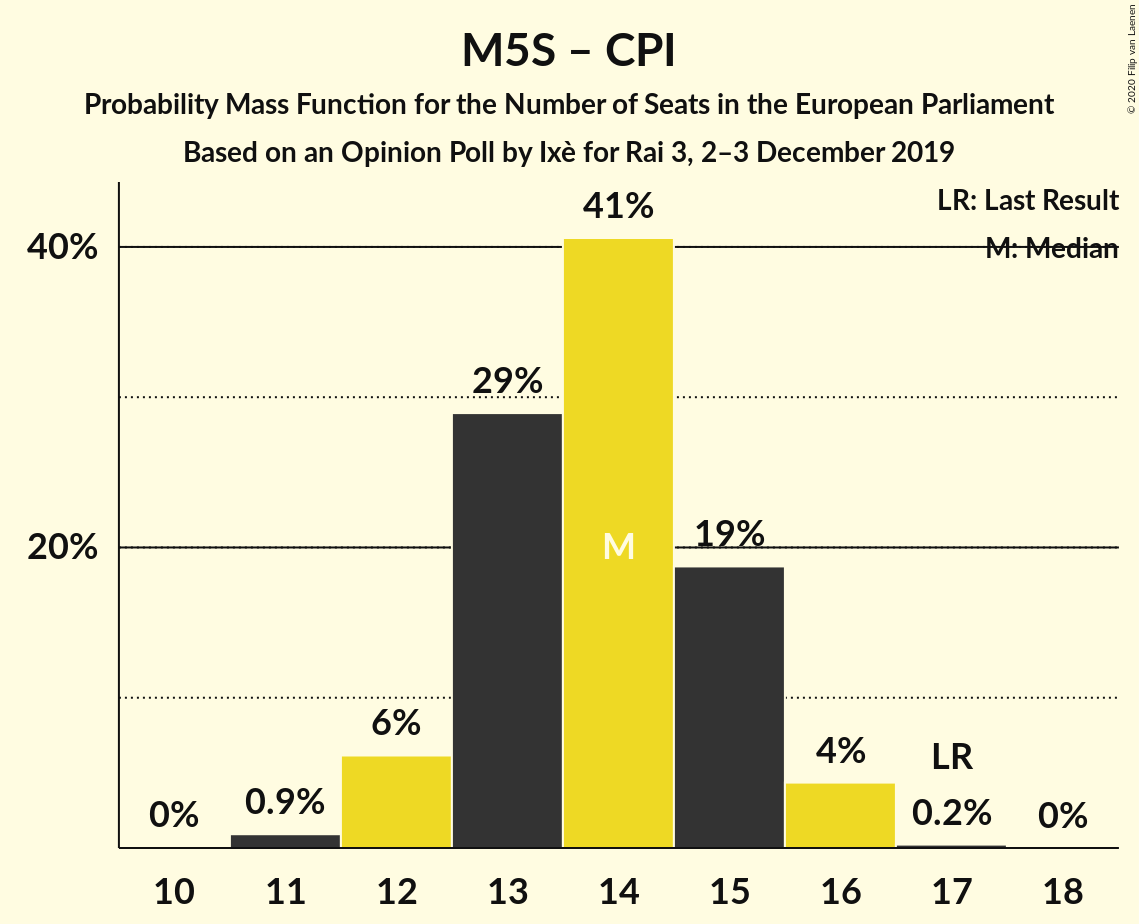 M5S – CPI
Probability Mass Function for the Number of Seats in the European Parliament
Based on an Opinion Poll by Ixè for Rai 3, 2–3 December 2019
© 2020 Filip van Laenen
LR: Last Result
M: Median
40%
20%
0%
0.9%
6%
29%
41%
M
19%
4%
LR
0.2%
0%
10 11 12 13 14 15 16 17 18